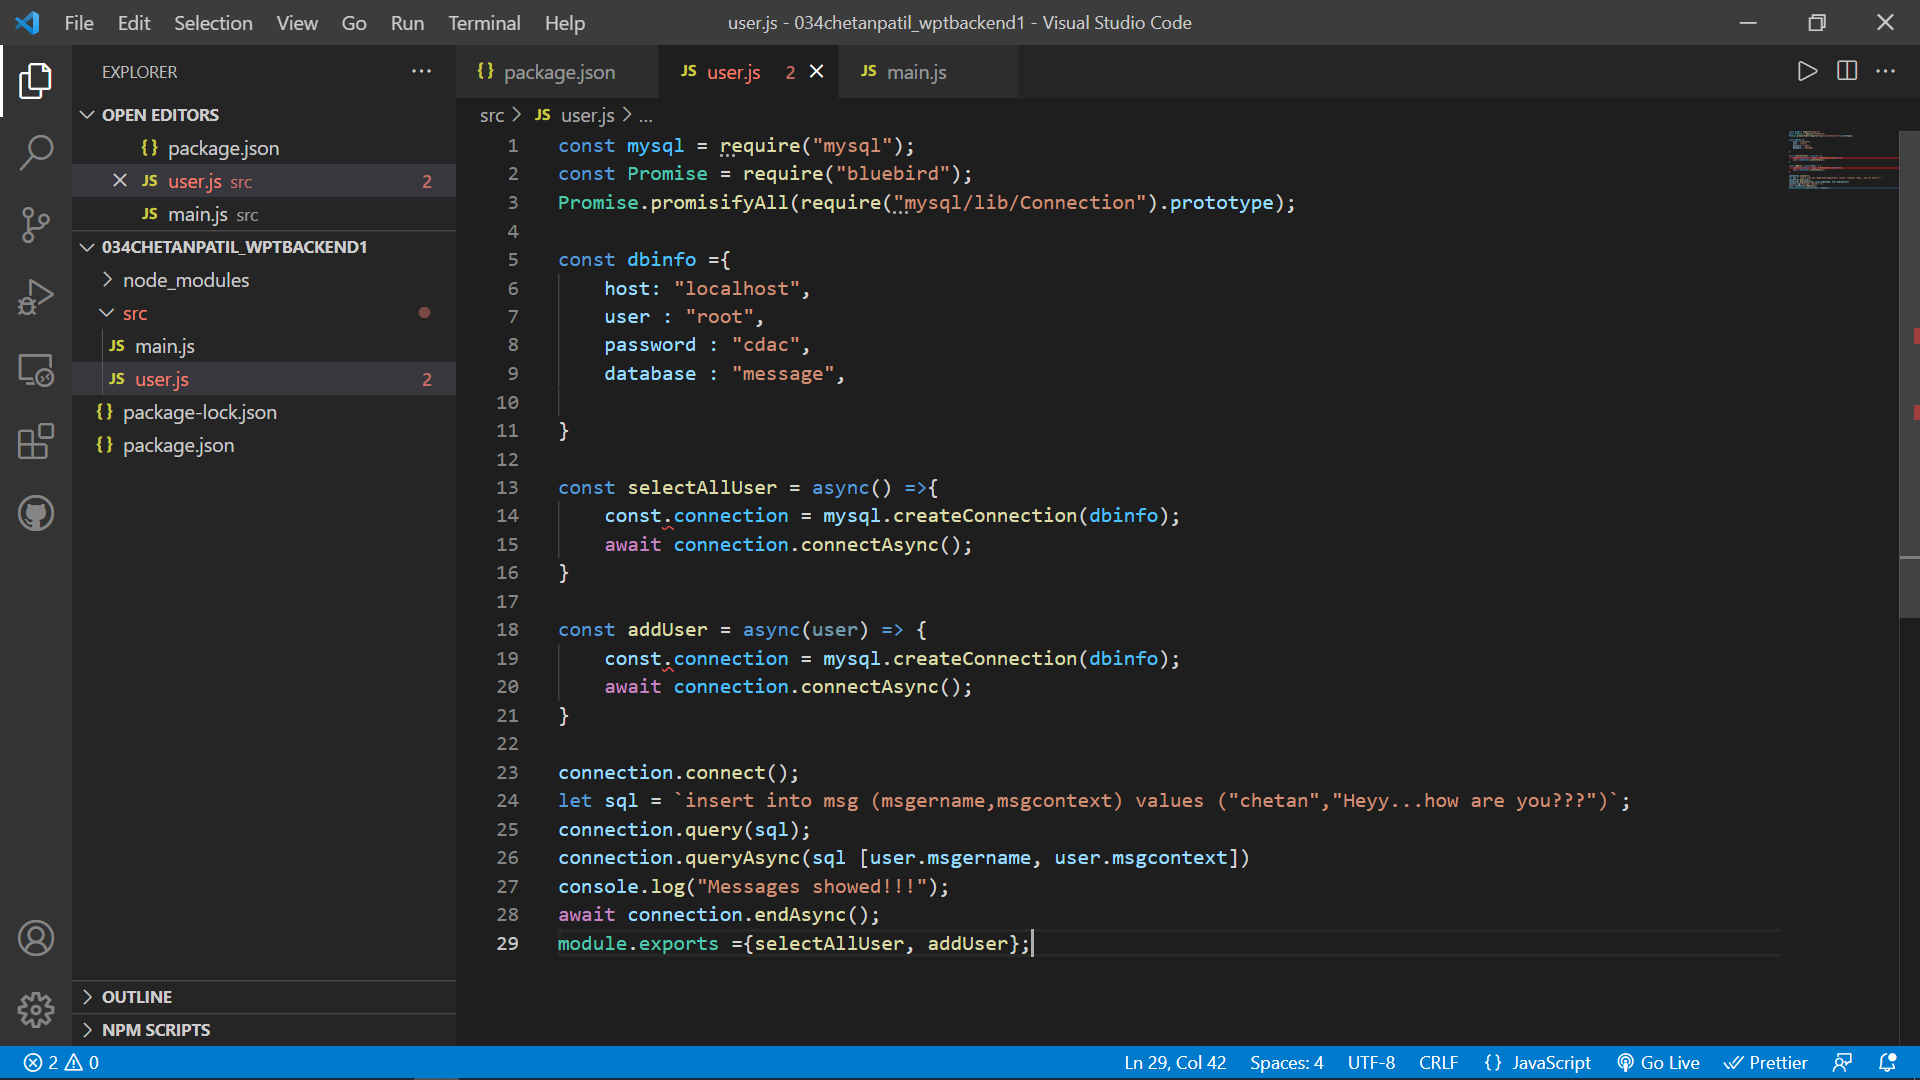 File Edit Selection View Go Run Terminal Help
user.js - 034chetanpatil_wptbackend1 - Visual Studio Code
EXPLORER
OPEN EDITORS
{} package.json
JS user.js src 2
JS main.js src
034CHETANPATIL_WPTBACKEND1
node_modules
src
JS main.js
JS user.js 2
{} package-lock.json
{} package.json
OUTLINE
NPM SCRIPTS
{} package.json JS user.js 2 JS main.js
src > JS user.js > ...
1 const mysql = require("mysql");
2 const Promise = require("bluebird");
3 Promise.promisifyAll(require("mysql/lib/Connection").prototype);
4
5 const dbinfo ={
6 host: "localhost",
7 user : "root",
8 password : "cdac",
9 database : "message",
10
11 }
12
13 const selectAllUser = async() =>{
14 const.connection = mysql.createConnection(dbinfo);
15 await connection.connectAsync();
16 }
17
18 const addUser = async(user) => {
19 const.connection = mysql.createConnection(dbinfo);
20 await connection.connectAsync();
21 }
22
23 connection.connect();
24 let sql = `insert into msg (msgername,msgcontext) values ("chetan","Heyy...how are you???")`;
25 connection.query(sql);
26 connection.queryAsync(sql [user.msgername, user.msgcontext])
27 console.log("Messages showed!!!");
28 await connection.endAsync();
29 module.exports ={selectAllUser, addUser};
2 0 Ln 29, Col 42 Spaces: 4 UTF-8 CRLF {} JavaScript Go Live Prettier